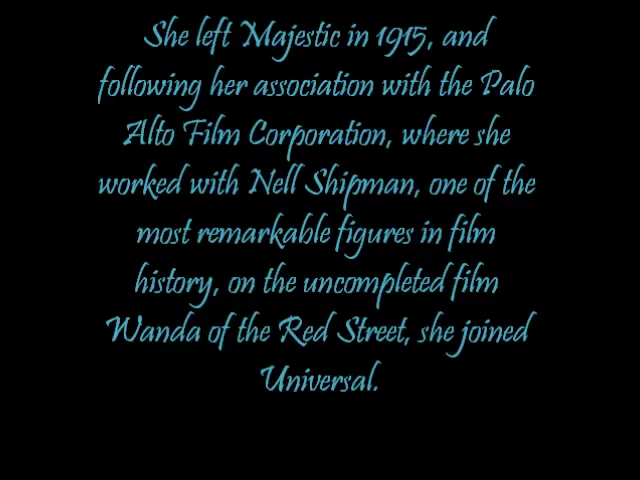 She left Majestic in 1915, and
following her association with the Palo
Alto Film Corporation, where she
worked with Nell Shipman, one of the
most remarkable figures in film
history, on the uncompleted film
Wanda of the Red Street, she joined
Universal.